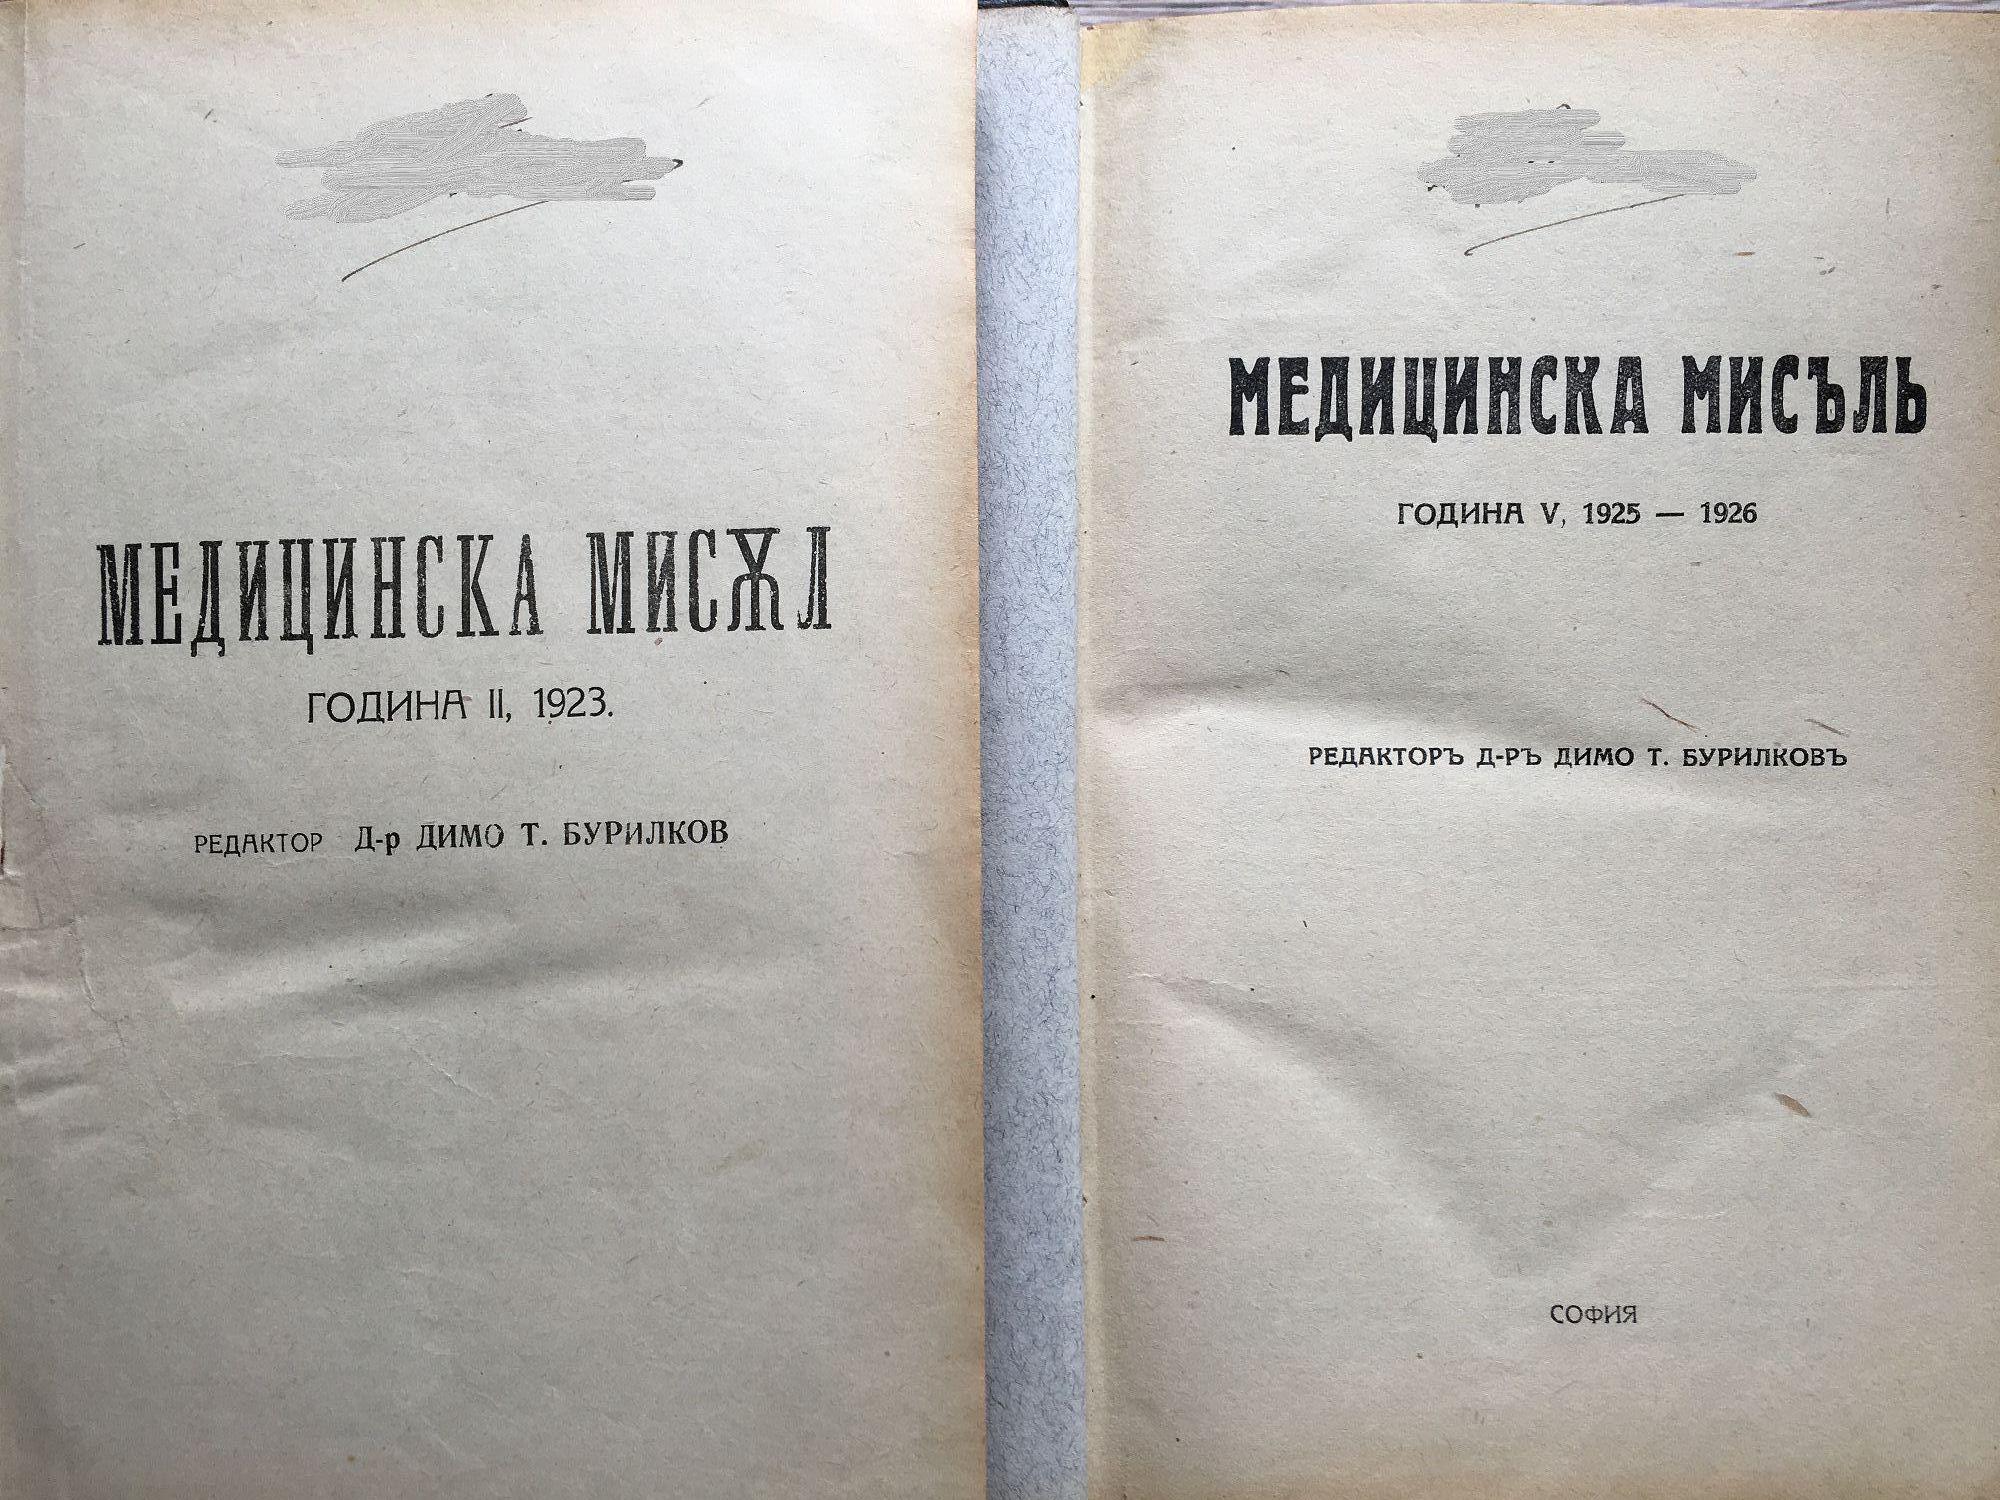 МЕДИЦИНСКА МИСѪЛ
ГОДИНА II, 1923.
РЕДАКТОР Д-р ДИМО Т. БУРИЛКОВ
МЕДИЦИНСКА МИСЪЛЬ
ГОДИНА V, 1925 — 1926
РЕДАКТОРЪ Д-РЪ ДИМО Т. БУРИЛКОВЪ
СОФИЯ